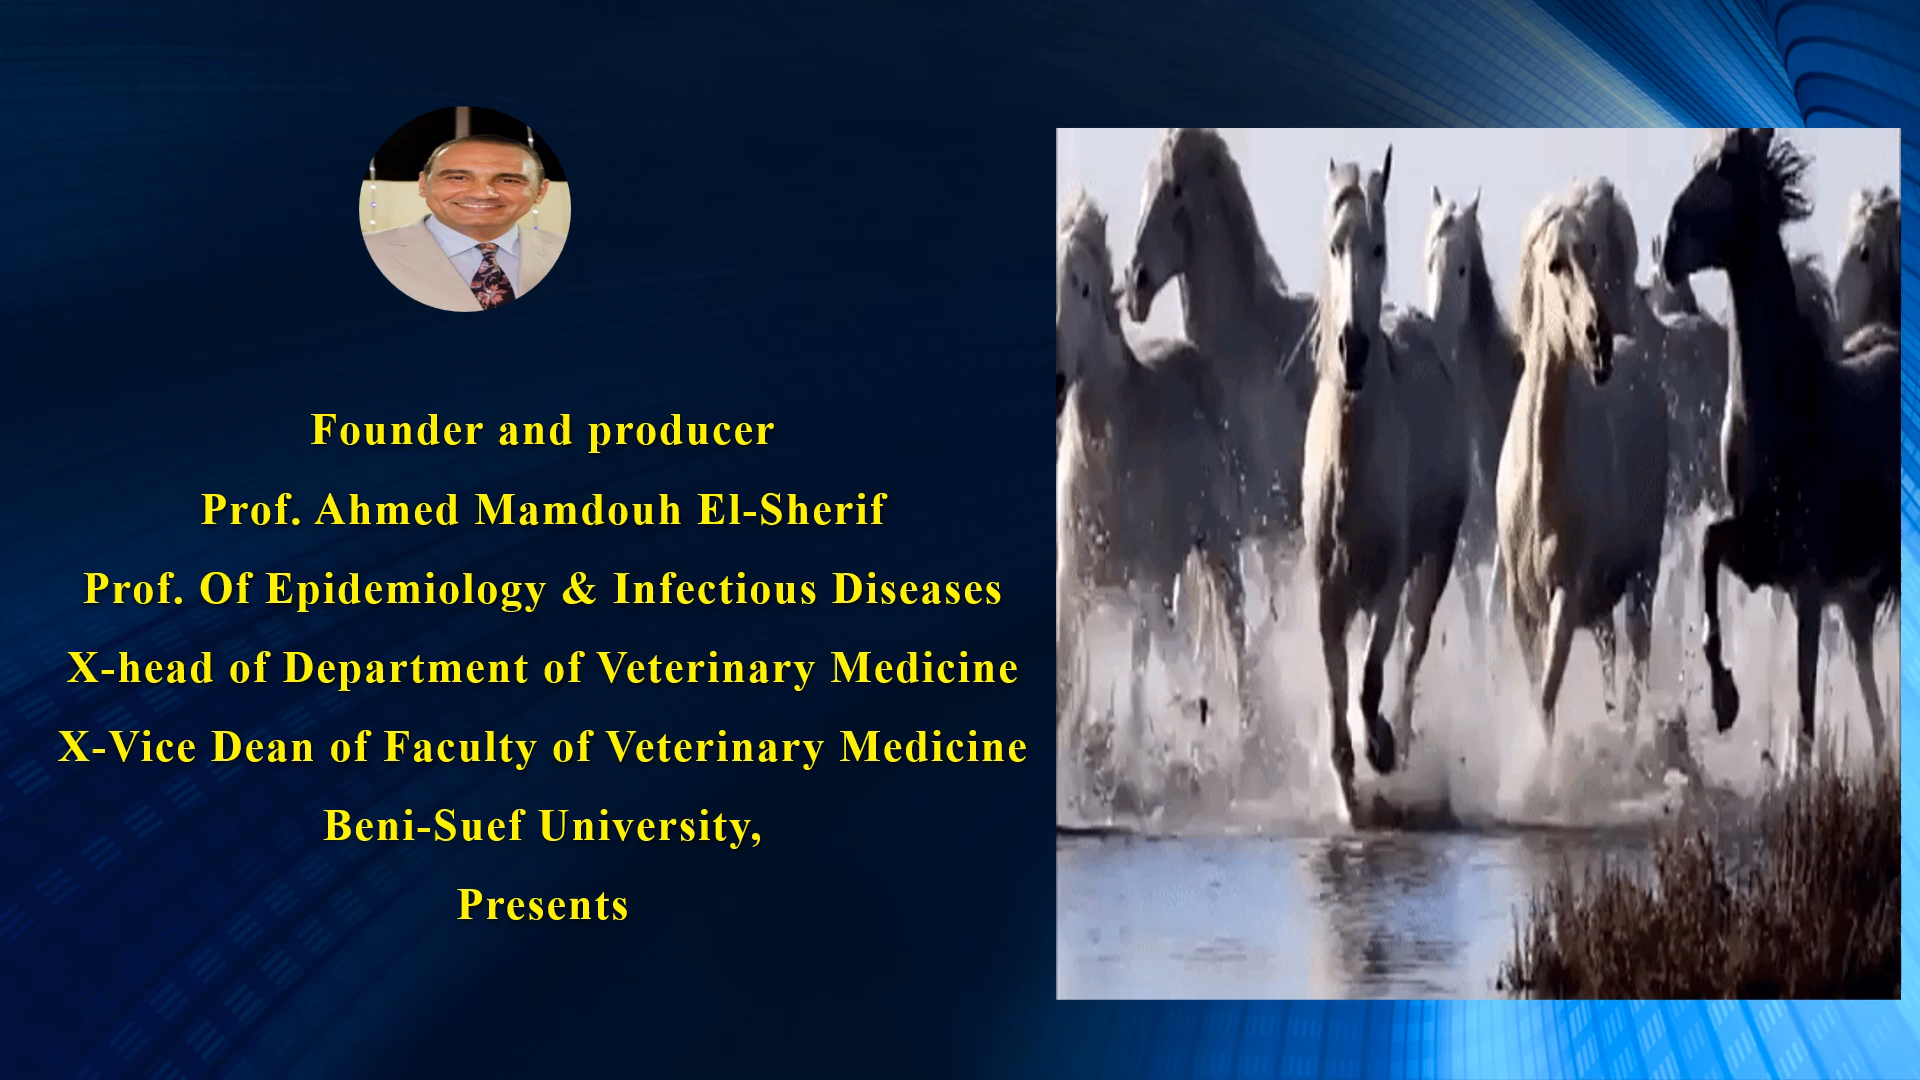 Founder and producer
Prof. Ahmed Mamdouh El-Sherif
Prof. Of Epidemiology & Infectious Diseases
X-head of Department of Veterinary Medicine
X-Vice Dean of Faculty of Veterinary Medicine
Beni-Suef University,
Presents